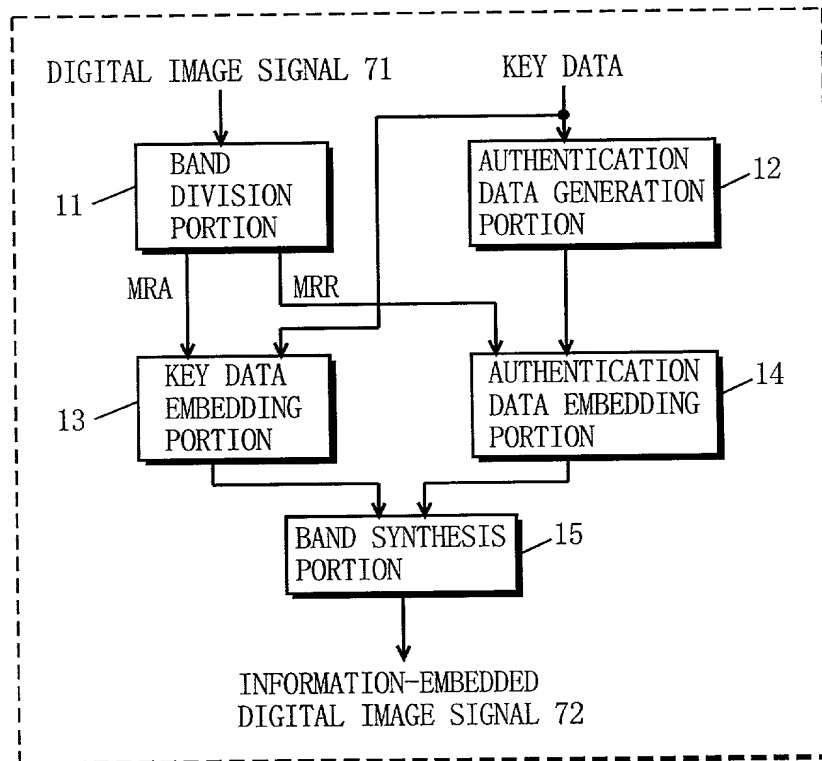 DIGITAL IMAGE SIGNAL 71
KEY DATA
BAND
DIVISION
PORTION
11
AUTHENTICATION
DATA GENERATION
PORTION
12
MRA
MRR
KEY DATA
EMBEDDING
PORTION
13
AUTHENTICATION
DATA EMBEDDING
PORTION
14
BAND SYNTHESIS
PORTION
15
INFORMATION-EMBEDDED
DIGITAL IMAGE SIGNAL 72